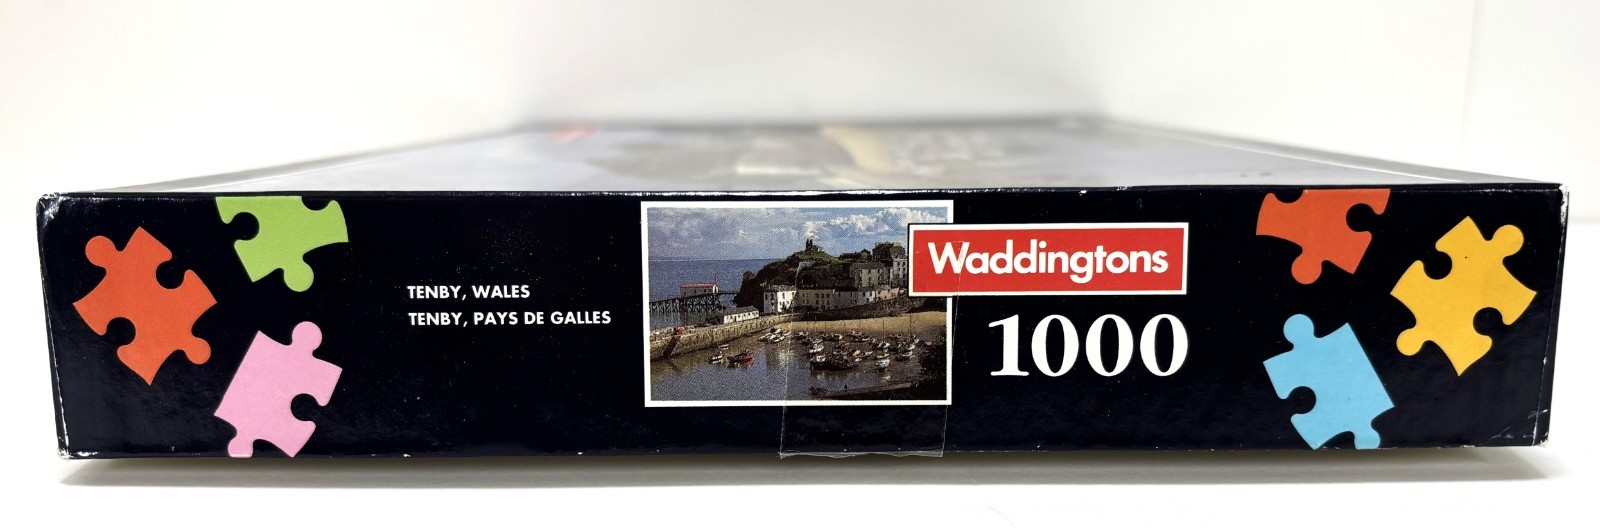 TENBY, WALES
TENBY, PAYS DE GALLES
Waddingtons
1000